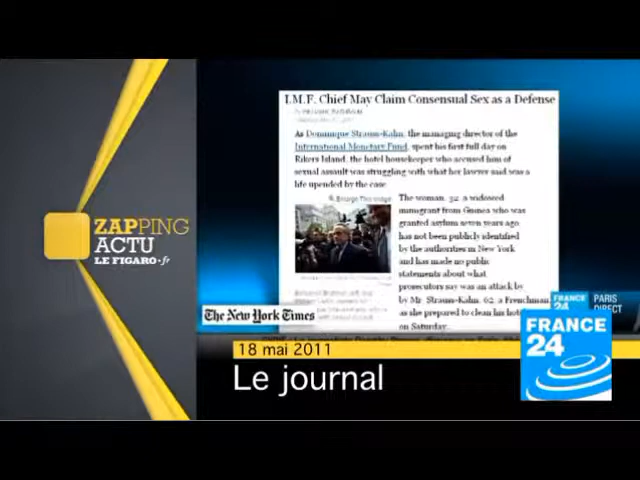 I.M.F. Chief May Claim Consensual Sex as a Defense
As Dominique Strauss-Kahn, the managing director of the
International Monetary Fund, spent his first full day on
Rikers Island, the hotel housekeeper who accused him of
sexual assault was struggling with what her lawyer said was a
life upended by the case.
Enlarge This Image
The woman, 32, a widowed
immigrant from Guinea who was
granted asylum seven years ago
has not been publicly identified
by the authorities in New York
and has made no public
statements about what
prosecutors say was an attack
by Mr. Strauss-Kahn, 62, a Frenchman,
as she prepared to clean his
on Saturday.
ZAPPING
ACTU
LE FIGARO.fr
The New York Times
FRANCE
24
PARIS
DIRECT
18 mai 2011
Le journal
FRANCE
24